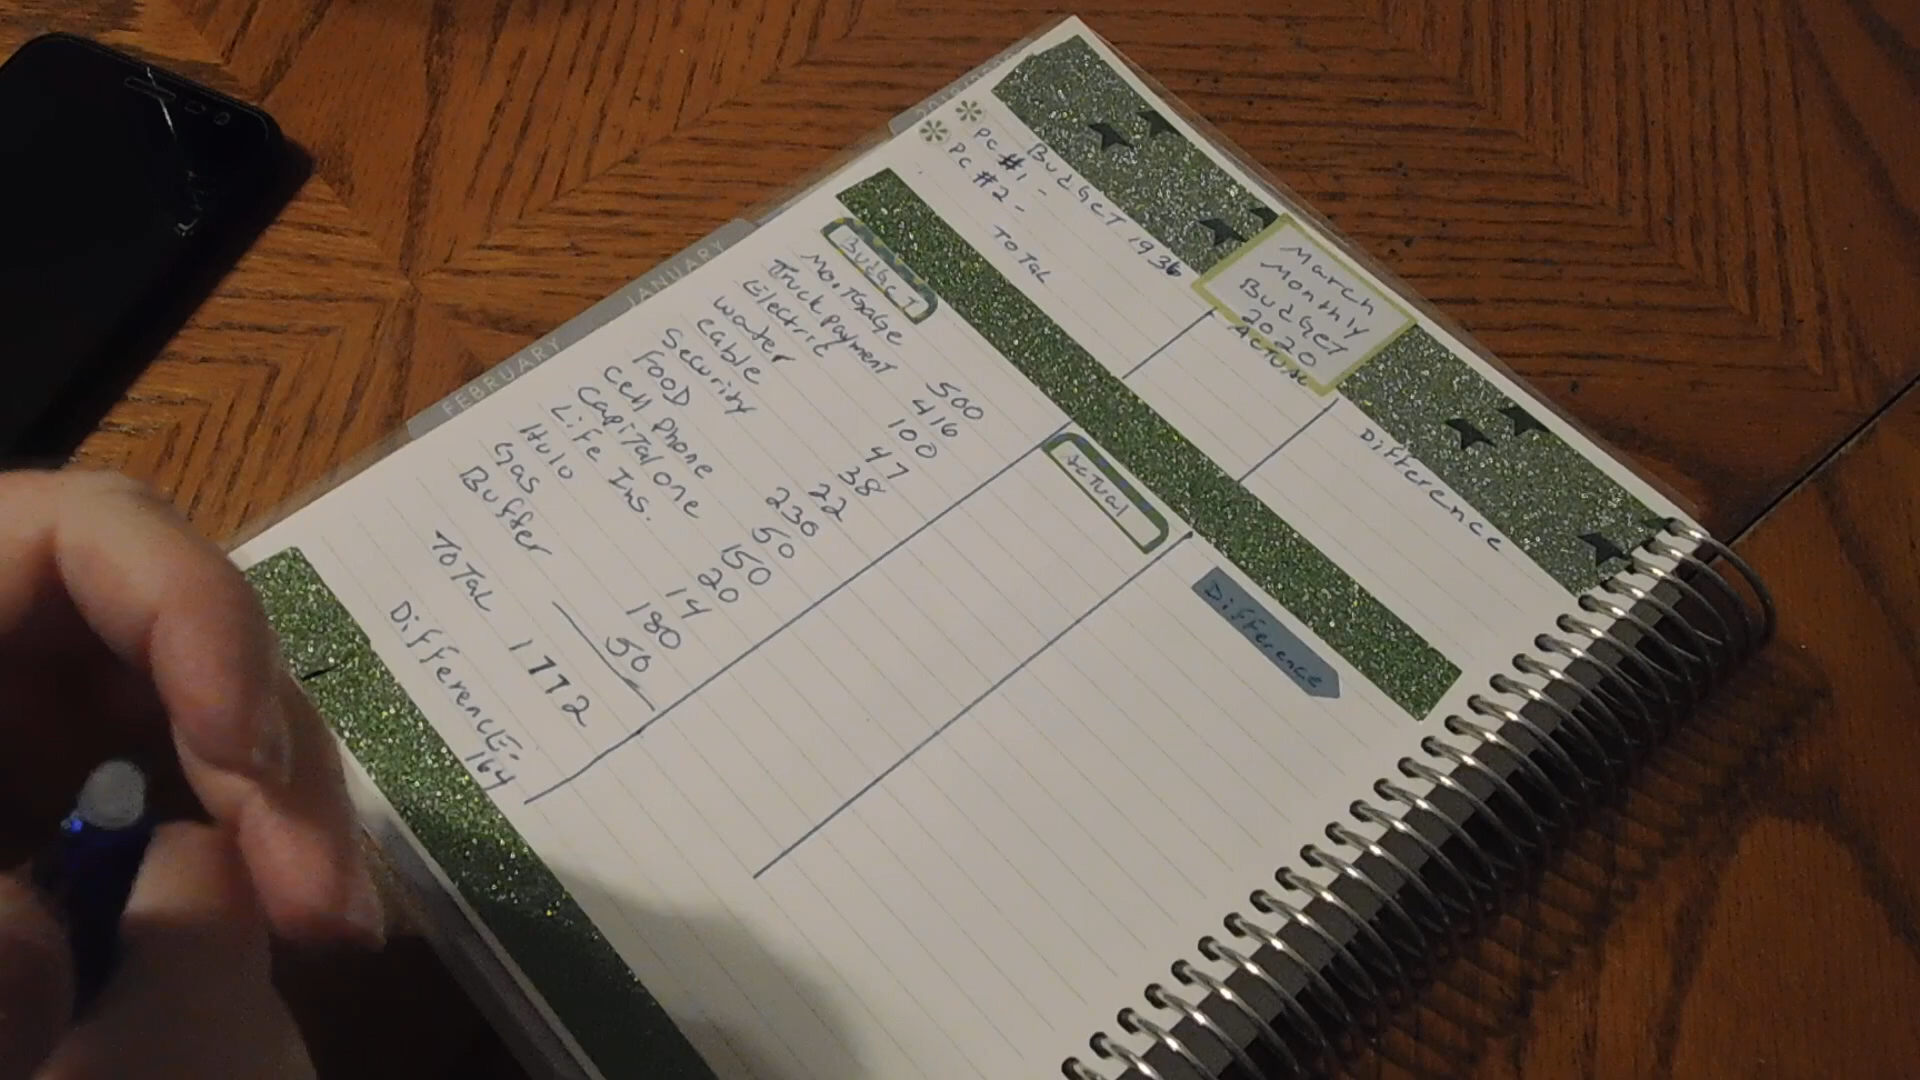 March
Monthly
Budget
2020
Budget 1936
Actual
Difference
PC #1 -
PC #2 -
Total
Budget
Actual
Difference
Mortgage 500
Truck Payment 416
Electric 100
Water 47
Cable 38
Security 22
Food 230
Cell Phone 50
Capital one 150
Life Ins. 20
Hulo 14
Gas 180
Buffer 50
Total 1772
Difference-
164
JANUARY
FEBRUARY